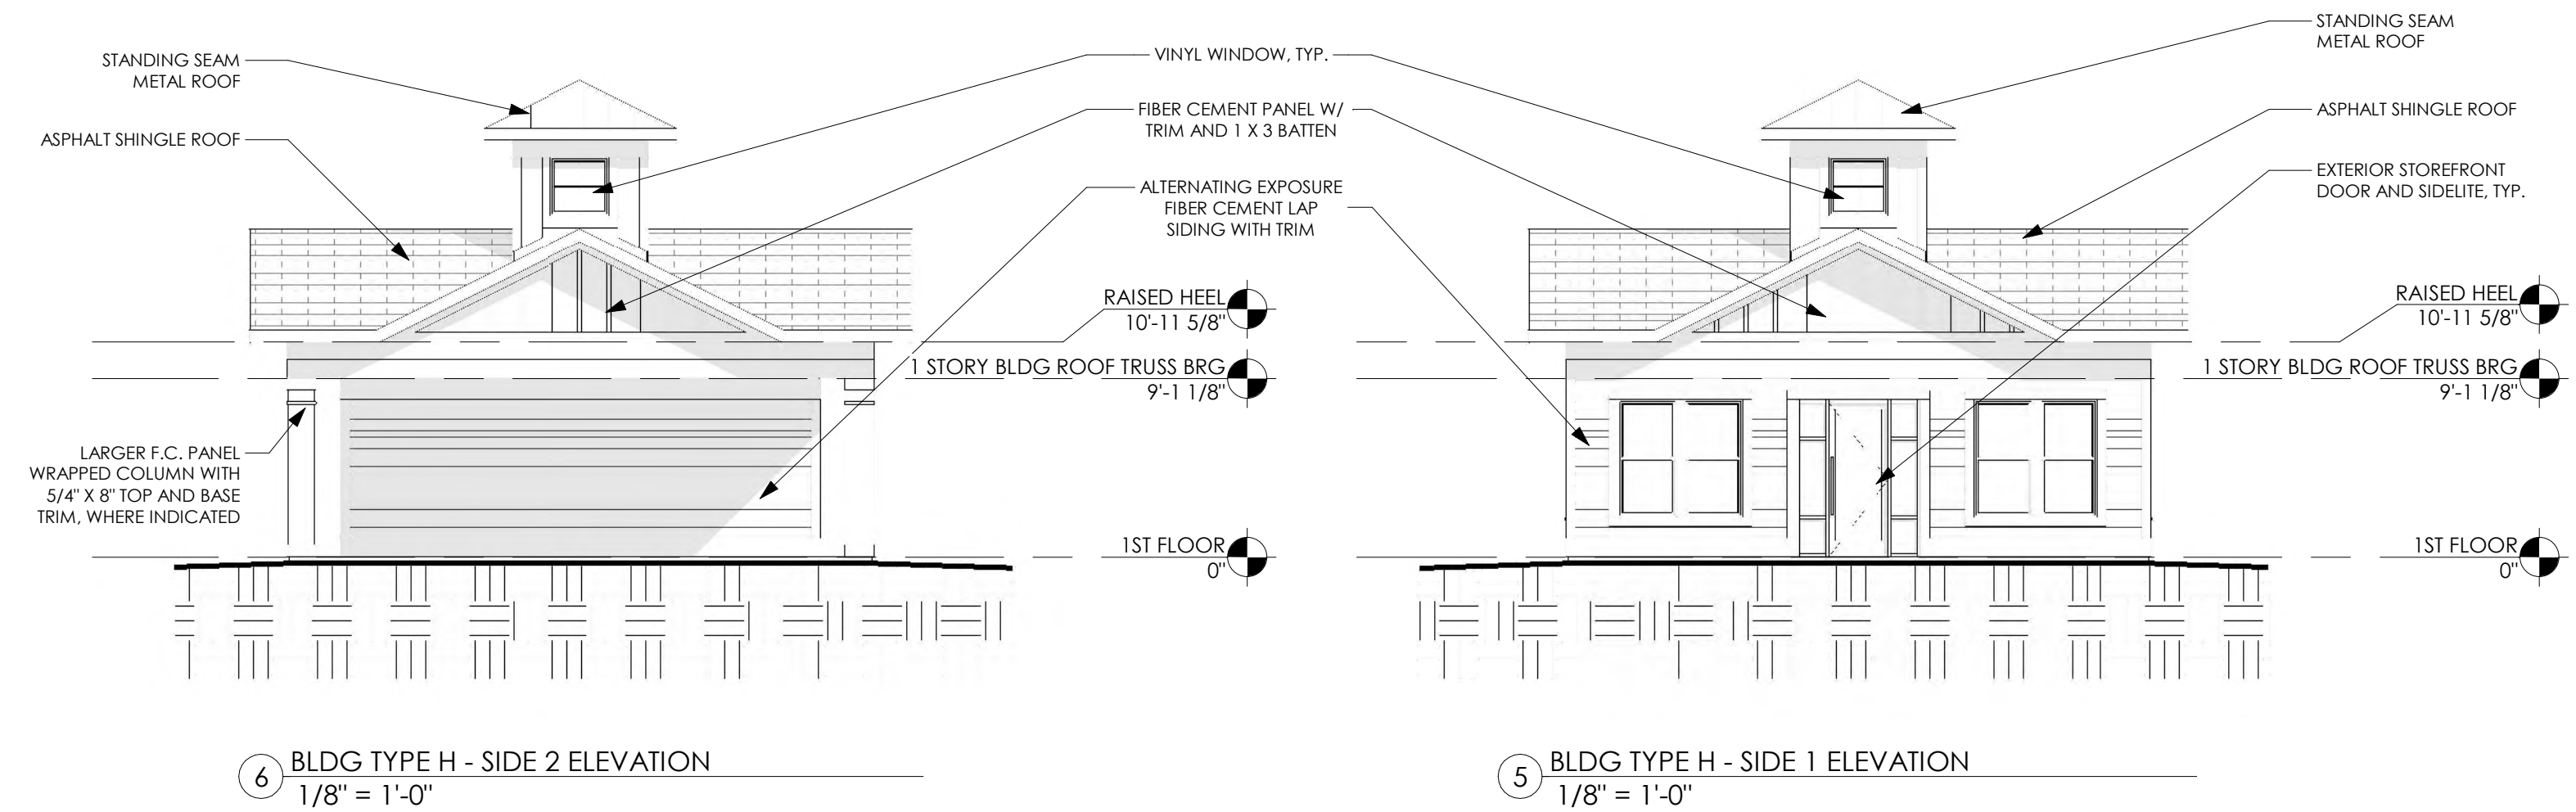 STANDING SEAM
METAL ROOF
ASPHALT SHINGLE ROOF
LARGER F.C. PANEL
WRAPPED COLUMN WITH
5/4" X 8" TOP AND BASE
TRIM, WHERE INDICATED
VINYL WINDOW, TYP.
FIBER CEMENT PANEL W/
TRIM AND 1 X 3 BATTEN
ALTERNATING EXPOSURE
FIBER CEMENT LAP
SIDING WITH TRIM
RAISED HEEL
10'-11 5/8"
1 STORY BLDG ROOF TRUSS BRG
9'-1 1/8"
1ST FLOOR
0"
STANDING SEAM
METAL ROOF
ASPHALT SHINGLE ROOF
EXTERIOR STOREFRONT
DOOR AND SIDELITE, TYP.
RAISED HEEL
10'-11 5/8"
1 STORY BLDG ROOF TRUSS BRG
9'-1 1/8"
1ST FLOOR
0"
6 BLDG TYPE H - SIDE 2 ELEVATION
1/8" = 1'-0"
5 BLDG TYPE H - SIDE 1 ELEVATION
1/8" = 1'-0"